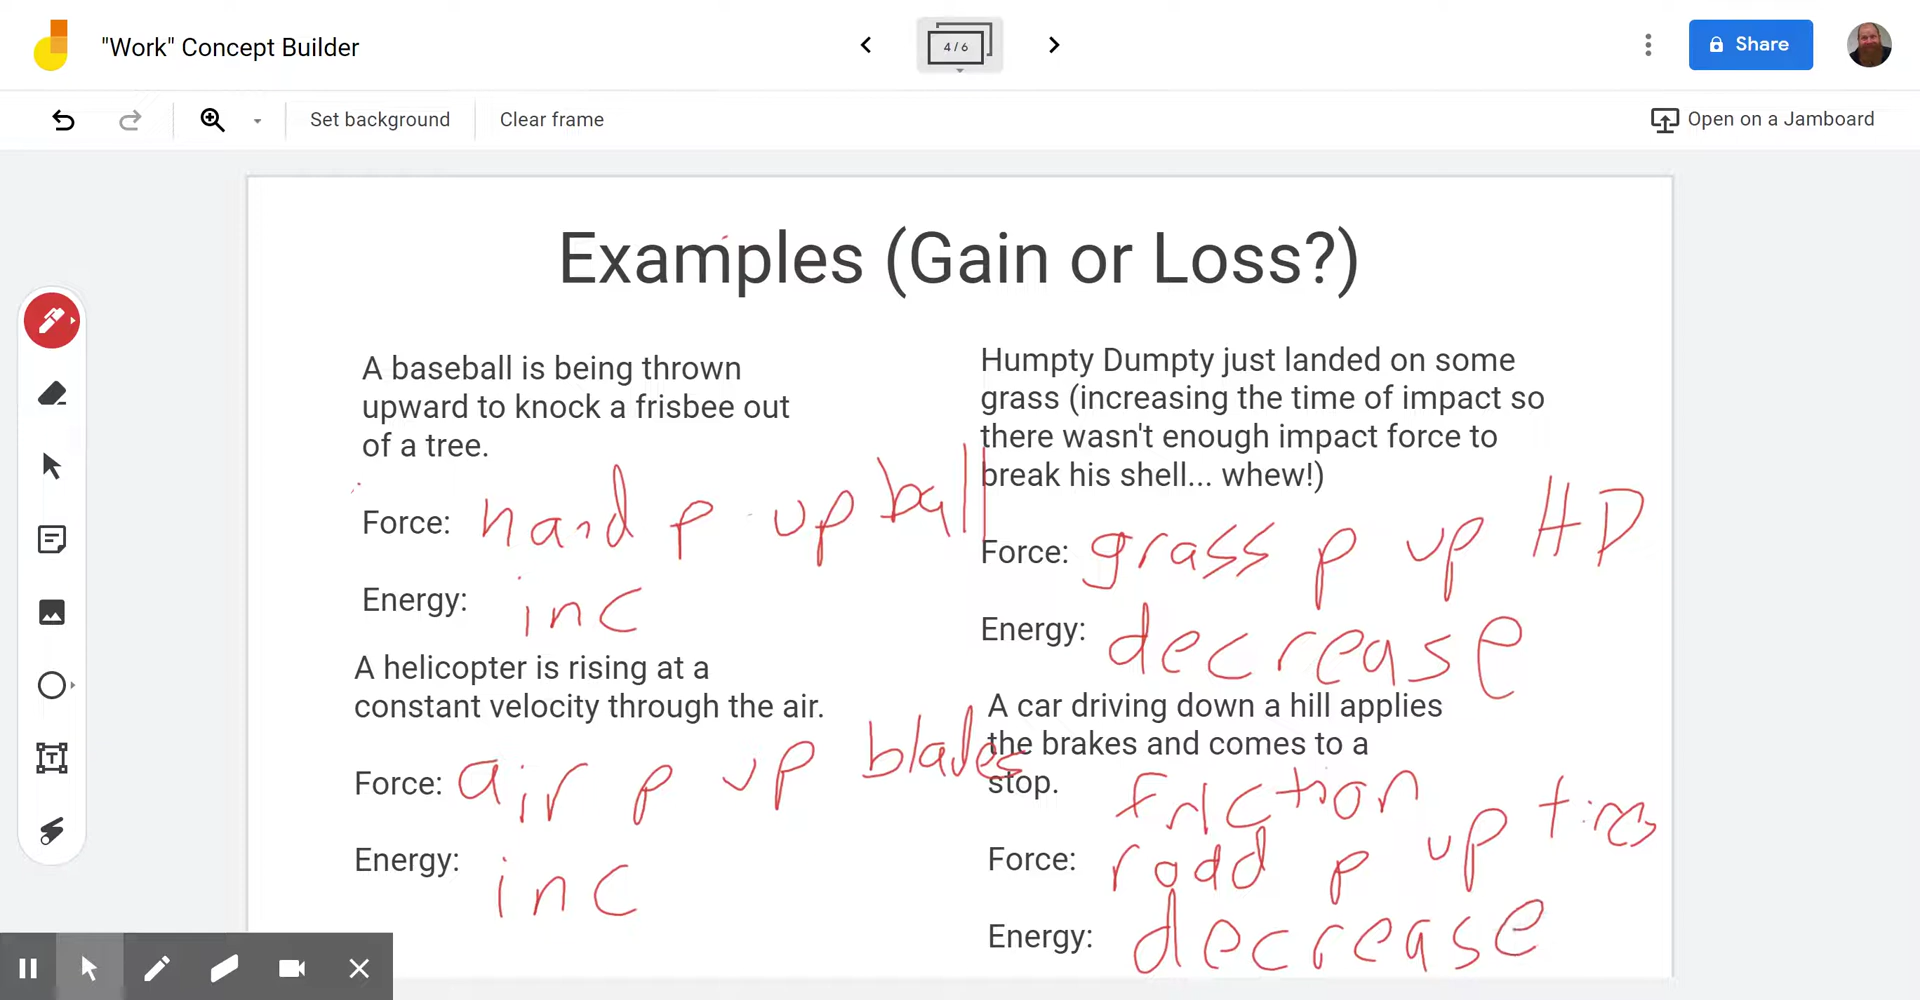 "Work" Concept Builder
4 / 6
Share
Set background
Clear frame
Open on a Jamboard
Examples (Gain or Loss?)
A baseball is being thrown
upward to knock a frisbee out
of a tree.
Force: hand p up ball
Energy: inc
A helicopter is rising at a
constant velocity through the air.
Force: air p up blades
Energy: inc
Humpty Dumpty just landed on some
grass (increasing the time of impact so
there wasn't enough impact force to
break his shell... whew!)
Force: grass p up HD
Energy: decrease
A car driving down a hill applies
the brakes and comes to a
stop.
friction
Force: road p up tires
Energy: decrease